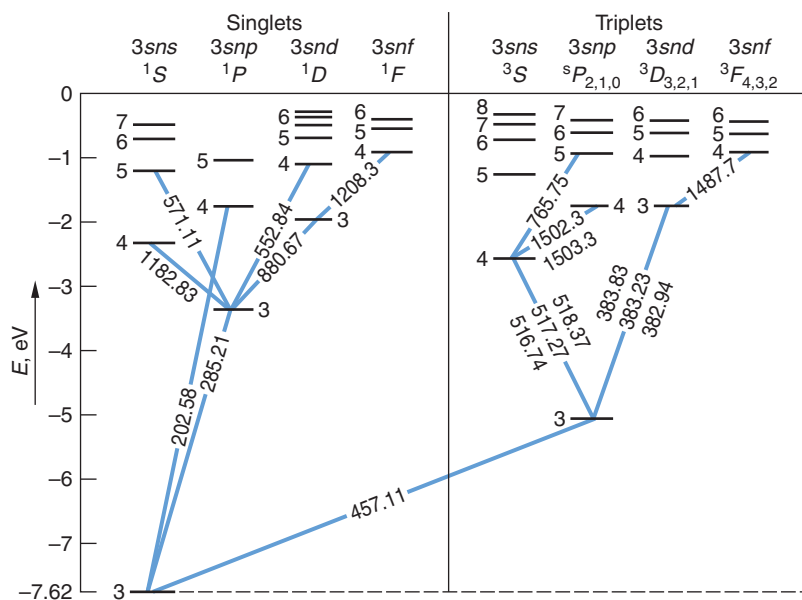 Singlets Triplets
3sns 3snp 3snd 3snf 3sns 3snp 3snd 3snf
¹S ¹P ¹D ¹F ³S ˢP₂,₁,₀ ³D₃,₂,₁ ³F₄,₃,₂
0
8
7 6 6 7 6 6
7
6 5 5 6 5 5
6
5 4 4 5 4 4
−1
5 5
571.11 552.84 1208.3 765.75 1487.7
4 3 1502.3 4 3
−2
4 1182.83 880.67 1503.3
4
−3
3
E, eV
−4
202.58 285.21 516.74 517.27 518.37 383.83 383.23 382.94
−5
3
−6
457.11
−7
−7.62 3